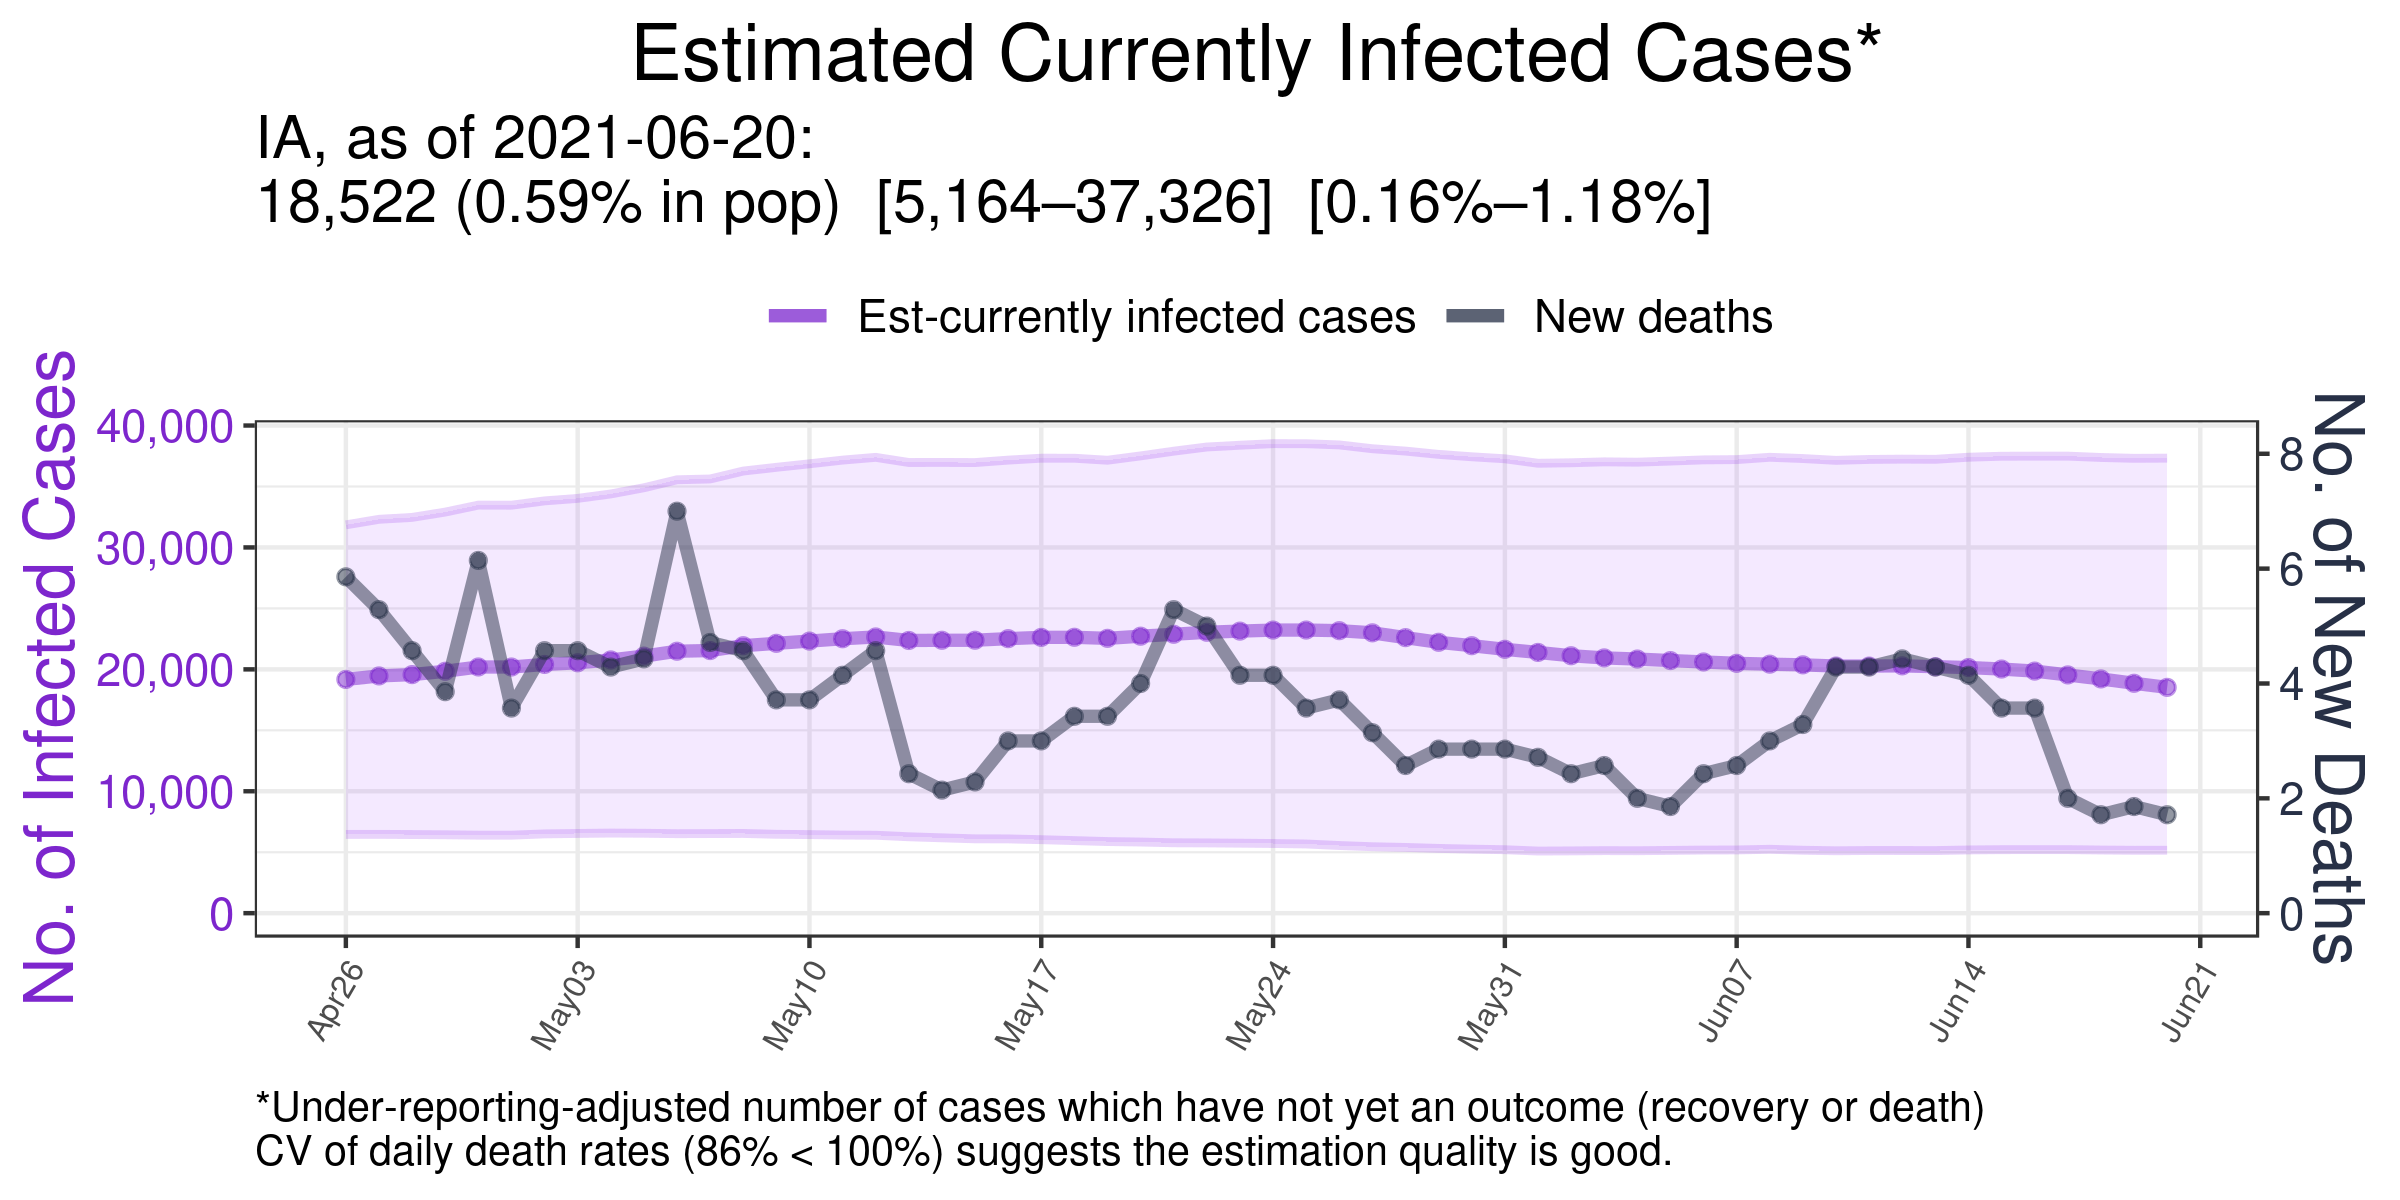 Estimated Currently Infected Cases*
IA, as of 2021-06-20:
18,522 (0.59% in pop)  [5,164–37,326]  [0.16%–1.18%]
Est-currently infected cases
New deaths
No. of Infected Cases
40,000
30,000
20,000
10,000
0
No. of New Deaths
8
6
4
2
0
Apr26
May03
May10
May17
May24
May31
Jun07
Jun14
Jun21
*Under-reporting-adjusted number of cases which have not yet an outcome (recovery or death)
CV of daily death rates (86% < 100%) suggests the estimation quality is good.